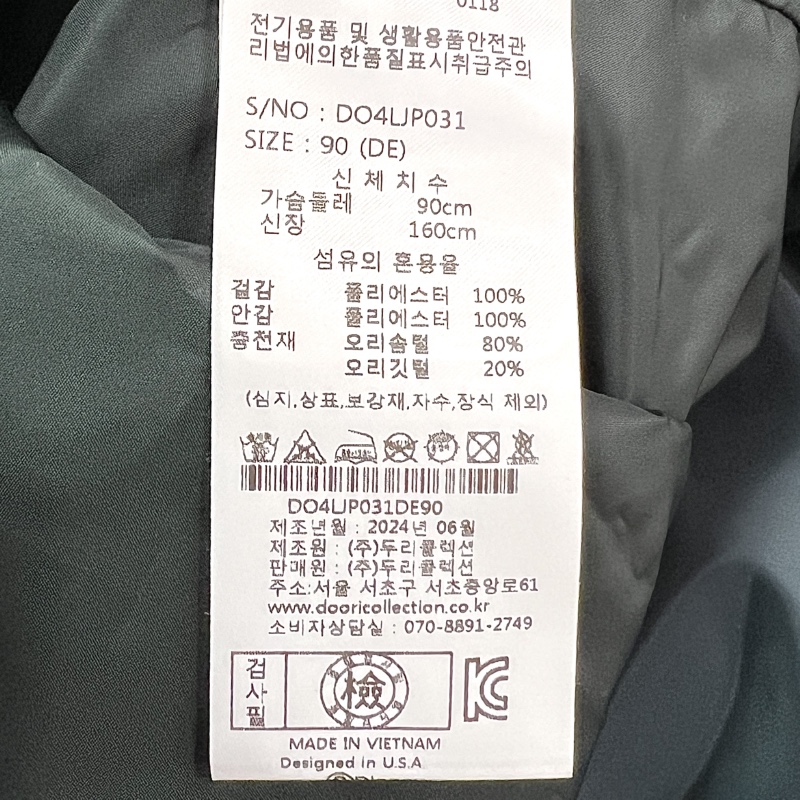 0118
전기용품 및 생활용품안전관
리법에의한품질표시취급주의
S/NO : DO4LJP031
SIZE : 90 (DE)
신 체 치 수
가슴둘레 90cm
신장 160cm
섬유의 혼용율
겉감 폴리에스터 100%
안감 폴리에스터 100%
충전재 오리솜털 80%
오리깃털 20%
(심지,상표,보강재,자수,장식 제외)
DO4LJP031DE90
제조년월 : 2024년 06월
제조원 : (주)두리콜렉션
판매원 : (주)두리콜렉션
주소:서울 서초구 서초중앙로61
www.dooricollection.co.kr
소비자상담실 : 070-8891-2749
검사필
檢
KC
MADE IN VIETNAM
Designed in U.S.A